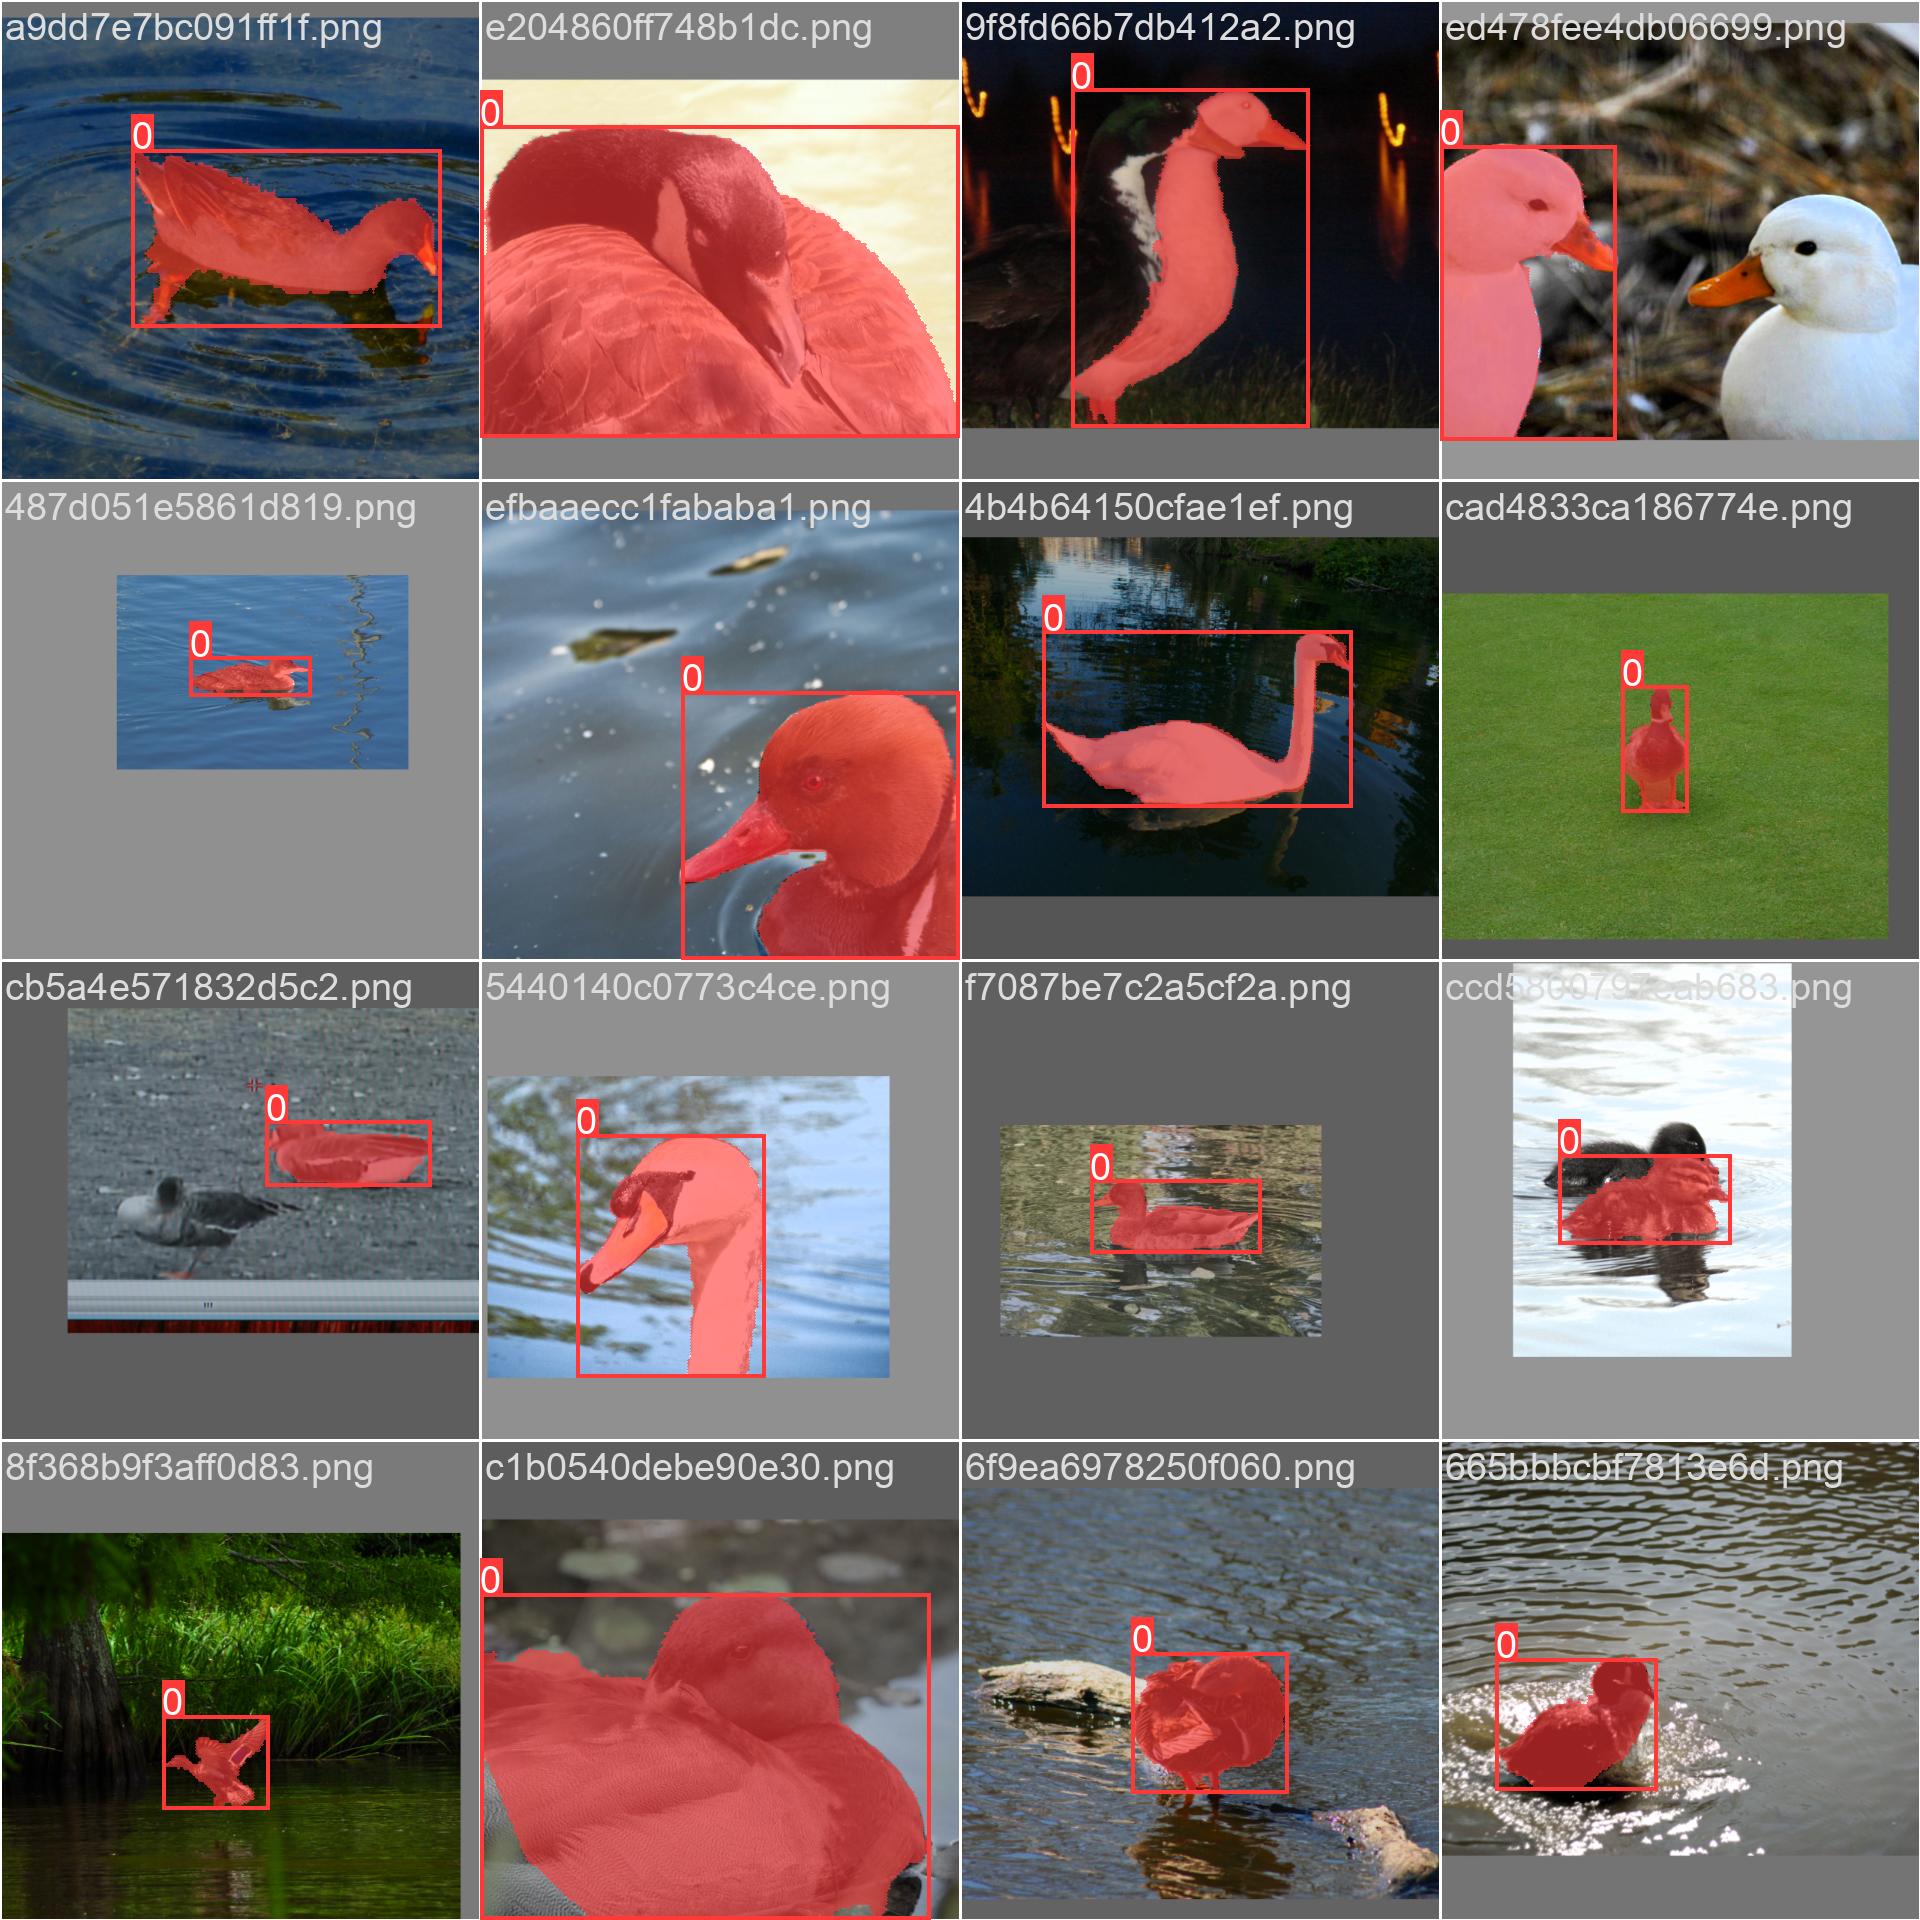 a9dd7e7bc091ff1f.png
e204860ff748b1dc.png
9f8fd66b7db412a2.png
ed478fee4db06699.png
0
0
0
0
487d051e5861d819.png
efbaaecc1fababa1.png
4b4b64150cfae1ef.png
cad4833ca186774e.png
0
0
0
0
cb5a4e571832d5c2.png
5440140c0773c4ce.png
f7087be7c2a5cf2a.png
ccd5800797eab683.png
0
0
0
0
8f368b9f3aff0d83.png
c1b0540debe90e30.png
6f9ea6978250f060.png
665bbbcbf7813e6d.png
0
0
0
0